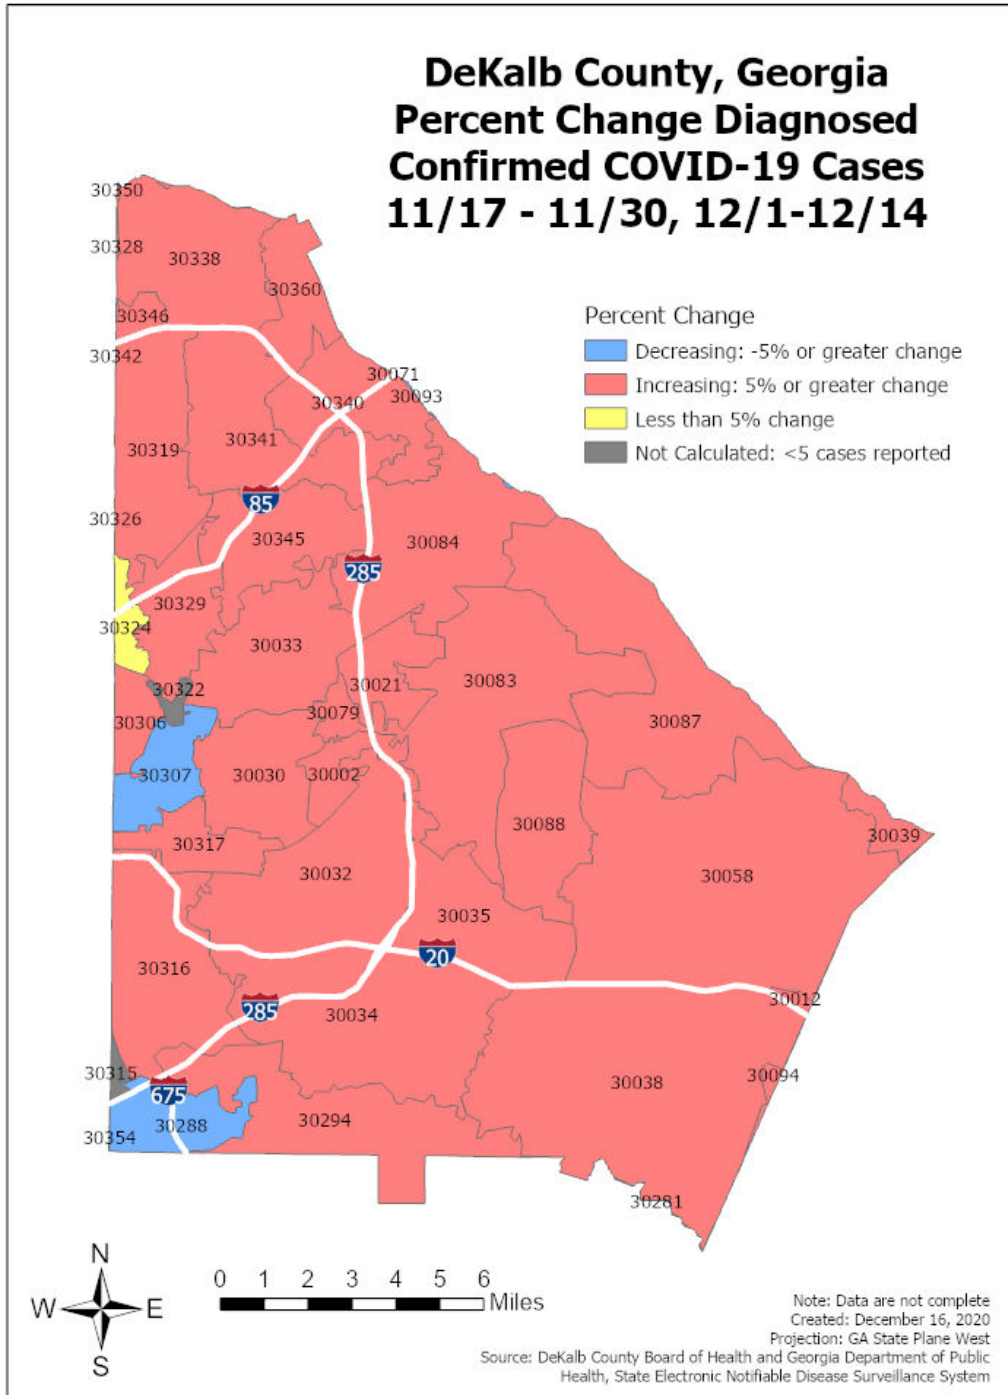 DeKalb County, Georgia
Percent Change Diagnosed
Confirmed COVID-19 Cases
11/17 - 11/30, 12/1-12/14
30350
30328
30338
30360
30346
30342
Percent Change
Decreasing: -5% or greater change
Increasing: 5% or greater change
Less than 5% change
Not Calculated: <5 cases reported
30071
30093
30340
30341
30319
85
30326
30345
30084
285
30329
30324
30033
30322
30021
30083
30079
30306
30087
30307
30030
30002
30088
30039
30317
30032
30058
30035
20
30316
30012
285
30034
30315
675
30038
30094
30288
30294
30354
30281
N
W
E
S
0 1 2 3 4 5 6
Miles
Note: Data are not complete
Created: December 16, 2020
Projection: GA State Plane West
Source: DeKalb County Board of Health and Georgia Department of Public
Health, State Electronic Notifiable Disease Surveillance System